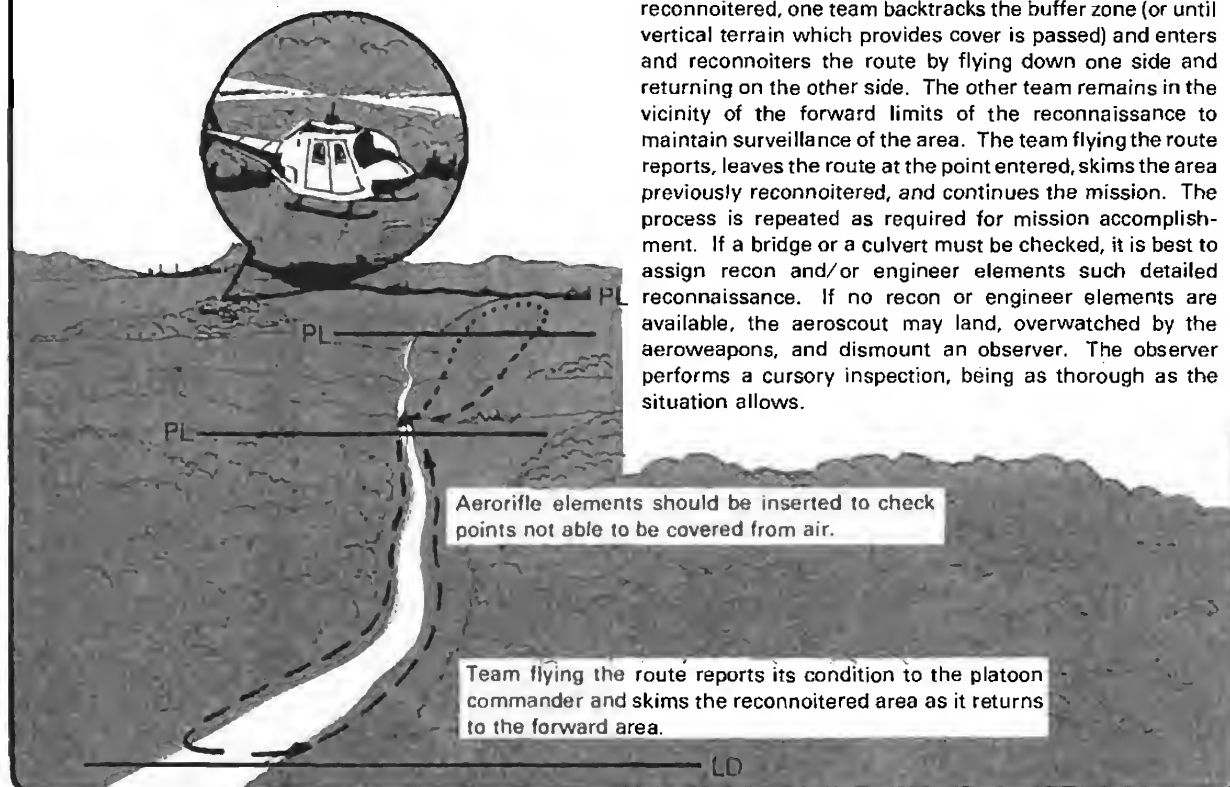 reconnoitered, one team backtracks the buffer zone (or until
vertical terrain which provides cover is passed) and enters
and reconnoiters the route by flying down one side and
returning on the other side. The other team remains in the
vicinity of the forward limits of the reconnaissance to
maintain surveillance of the area. The team flying the route
reports, leaves the route at the point entered, skims the area
previously reconnoitered, and continues the mission. The
process is repeated as required for mission accomplish-
ment. If a bridge or a culvert must be checked, it is best to
assign recon and/or engineer elements such detailed
PL
reconnaissance. If no recon or engineer elements are
available, the aeroscout may land, overwatched by the
PL
aeroweapons, and dismount an observer. The observer
performs a cursory inspection, being as thorough as the
situation allows.
PL
Aerorifle elements should be inserted to check
points not able to be covered from air.
Team flying the route reports its condition to the platoon
commander and skims the reconnoitered area as it returns
to the forward area.
LD